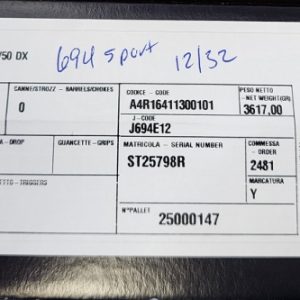 /50 DX
694 Sport 12/32
CANNE/STROZZ - BARRELS/CHOKES
0
CODICE - CODE
A4R16411300101
PESO NETTO
- NET WEIGHT(GR)
3617,00
J-CODE
J694E12
A-DROP
GUANCETTE-GRIPS
MATRICOLA - SERIAL NUMBER
ST25798R
COMMESSA
- ORDER
2481
TTO-TRIGGERS
MARCATURA
Y
N°PALLET
25000147